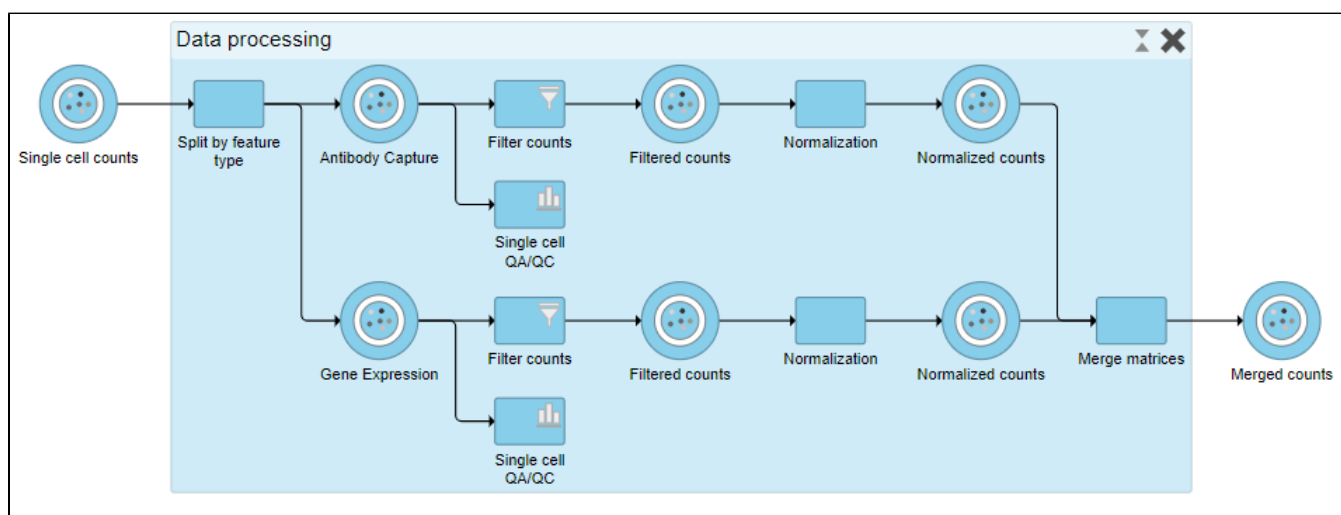 Data processing
Single cell counts
Split by feature
type
Antibody Capture
Filter counts
Filtered counts
Normalization
Normalized counts
Single cell
QA/QC
Gene Expression
Filter counts
Filtered counts
Normalization
Normalized counts
Merge matrices
Merged counts
Single cell
QA/QC